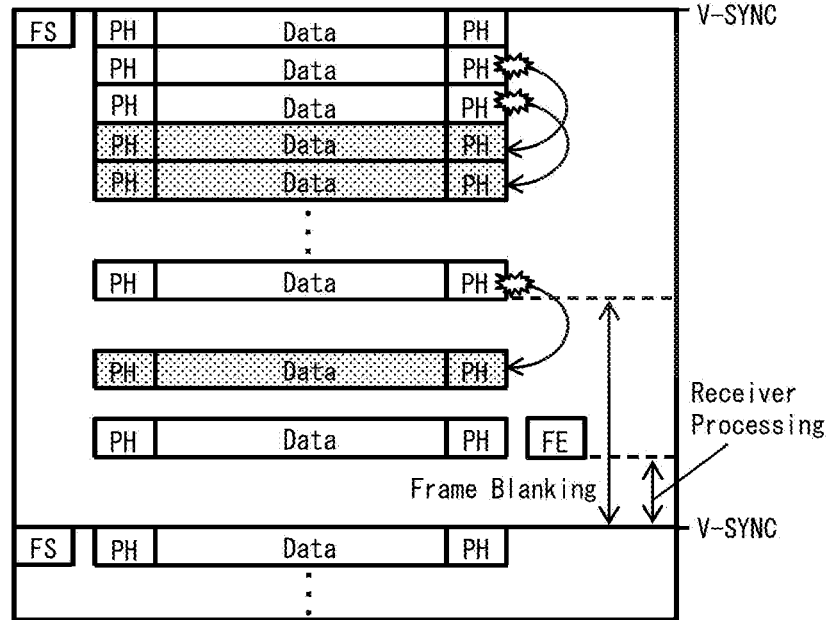 V-SYNC
FS PH Data PH
PH Data PH
PH Data PH
PH Data PH
PH Data PH
PH Data PH
PH Data PH
Receiver
Processing
PH Data PH FE
Frame Blanking
V-SYNC
FS PH Data PH